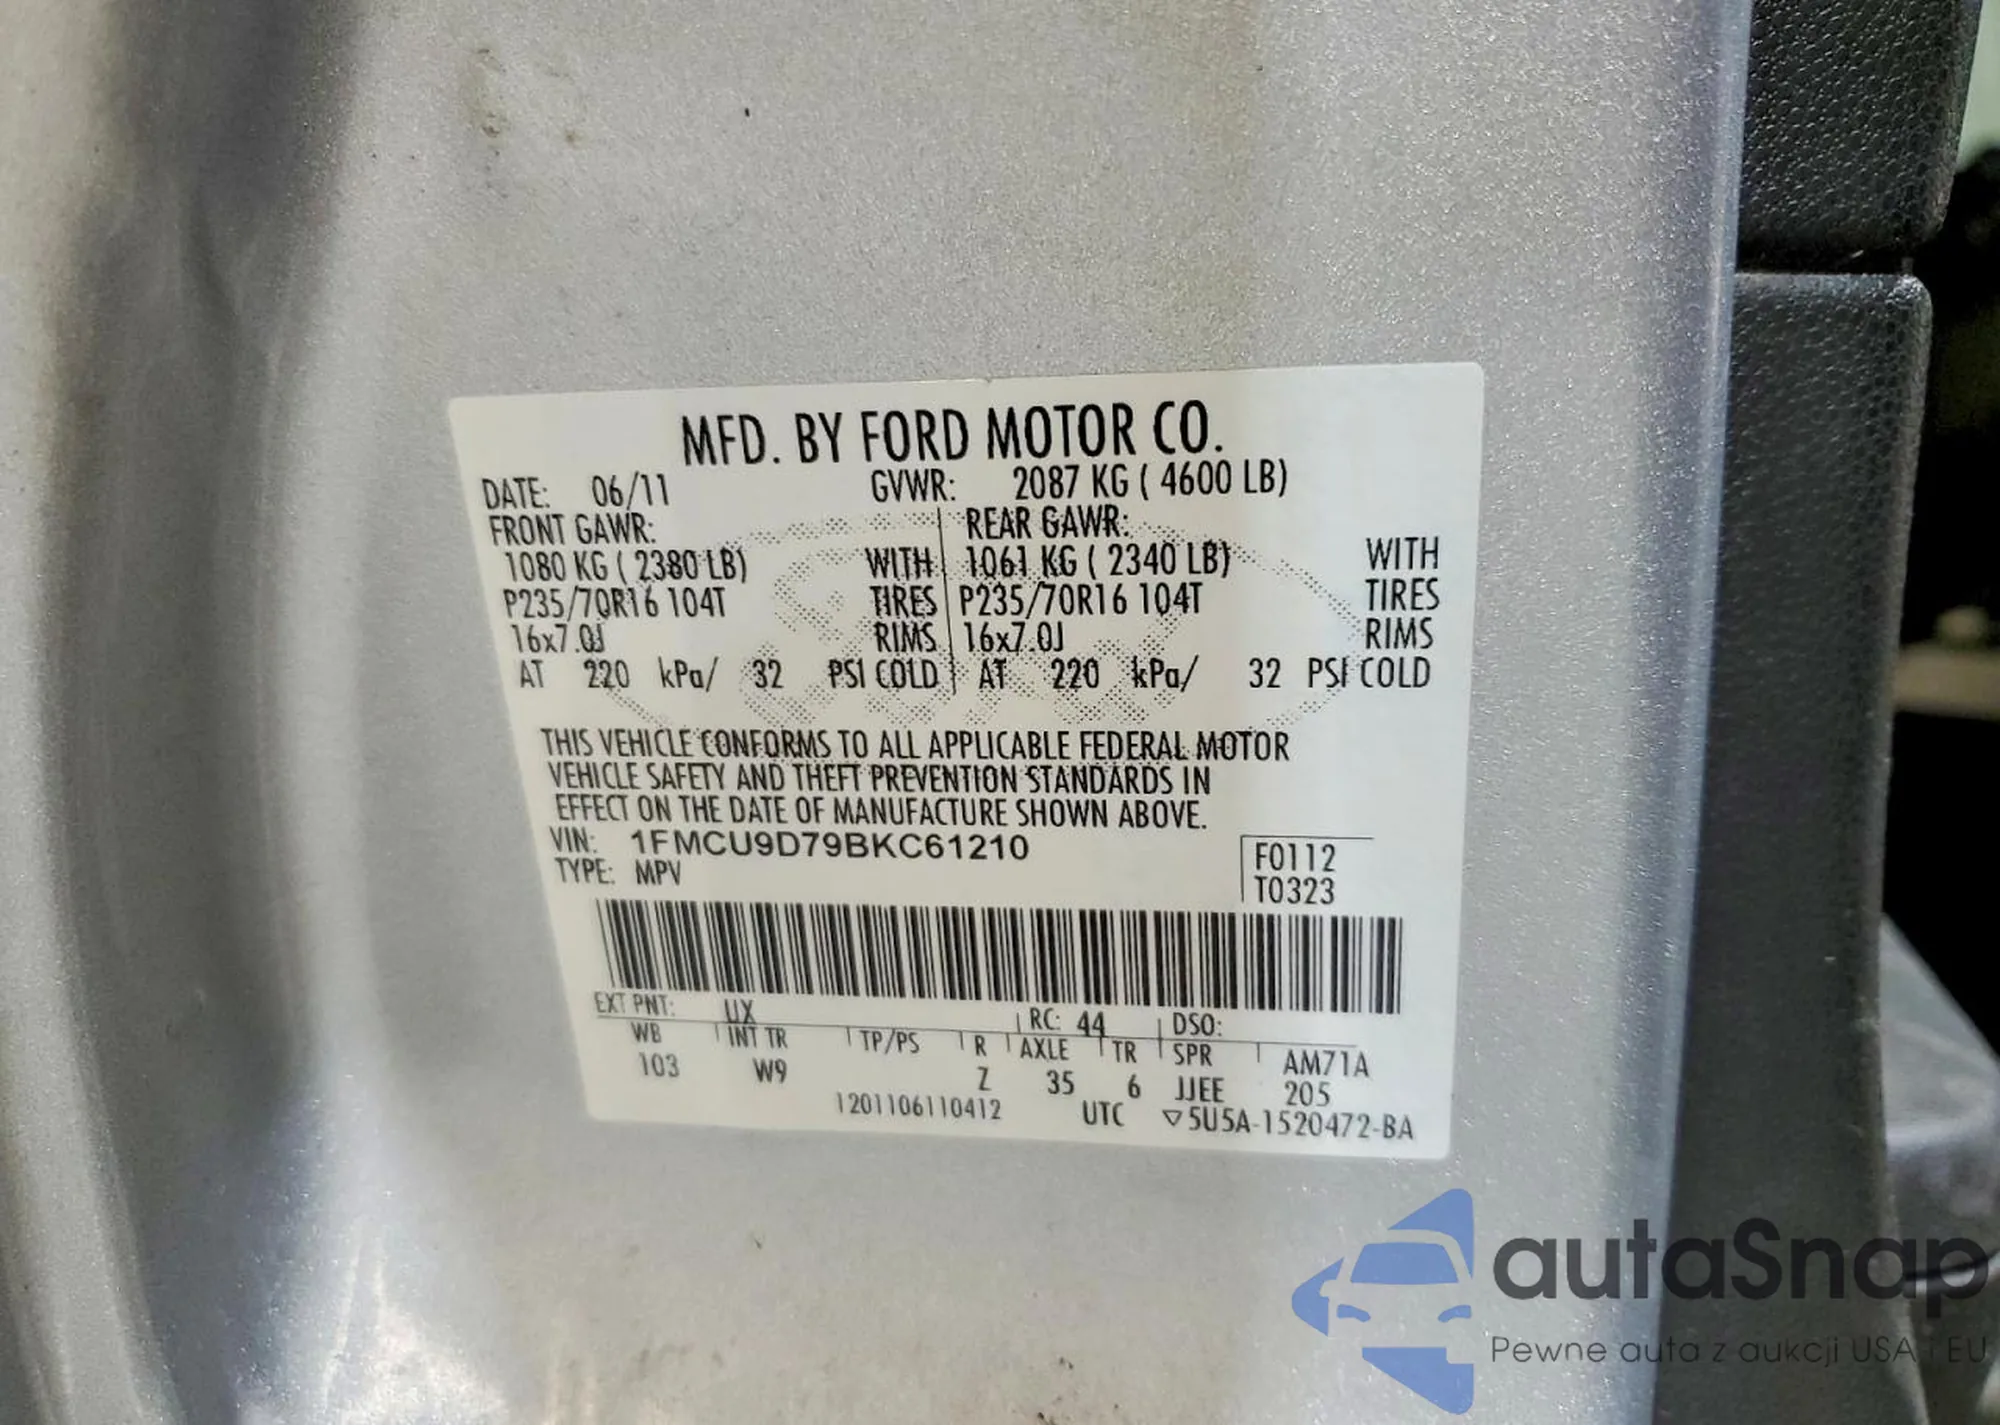 MFD. BY FORD MOTOR CO.
DATE: 06/11 GVWR: 2087 KG ( 4600 LB)
FRONT GAWR: REAR GAWR:
1080 KG ( 2380 LB) WITH 1061 KG ( 2340 LB) WITH
P235/70R16 104T TIRES P235/70R16 104T TIRES
16x7.0J RIMS 16x7.0J RIMS
AT 220 kPa/ 32 PSI COLD AT 220 kPa/ 32 PSI COLD
THIS VEHICLE CONFORMS TO ALL APPLICABLE FEDERAL MOTOR
VEHICLE SAFETY AND THEFT PREVENTION STANDARDS IN
EFFECT ON THE DATE OF MANUFACTURE SHOWN ABOVE.
VIN: 1FMCU9D79BKC61210
TYPE: MPV
F0112
T0323
EXT PNT: UX RC: 44 DSO:
WB INT TR TP/PS R AXLE TR SPR AM71A
103 W9 Z 35 6 JJEE 205
1201106110412 UTC ▽5U5A-1520472-BA
autaSnap
Pewne auta z aukcji USA i EU